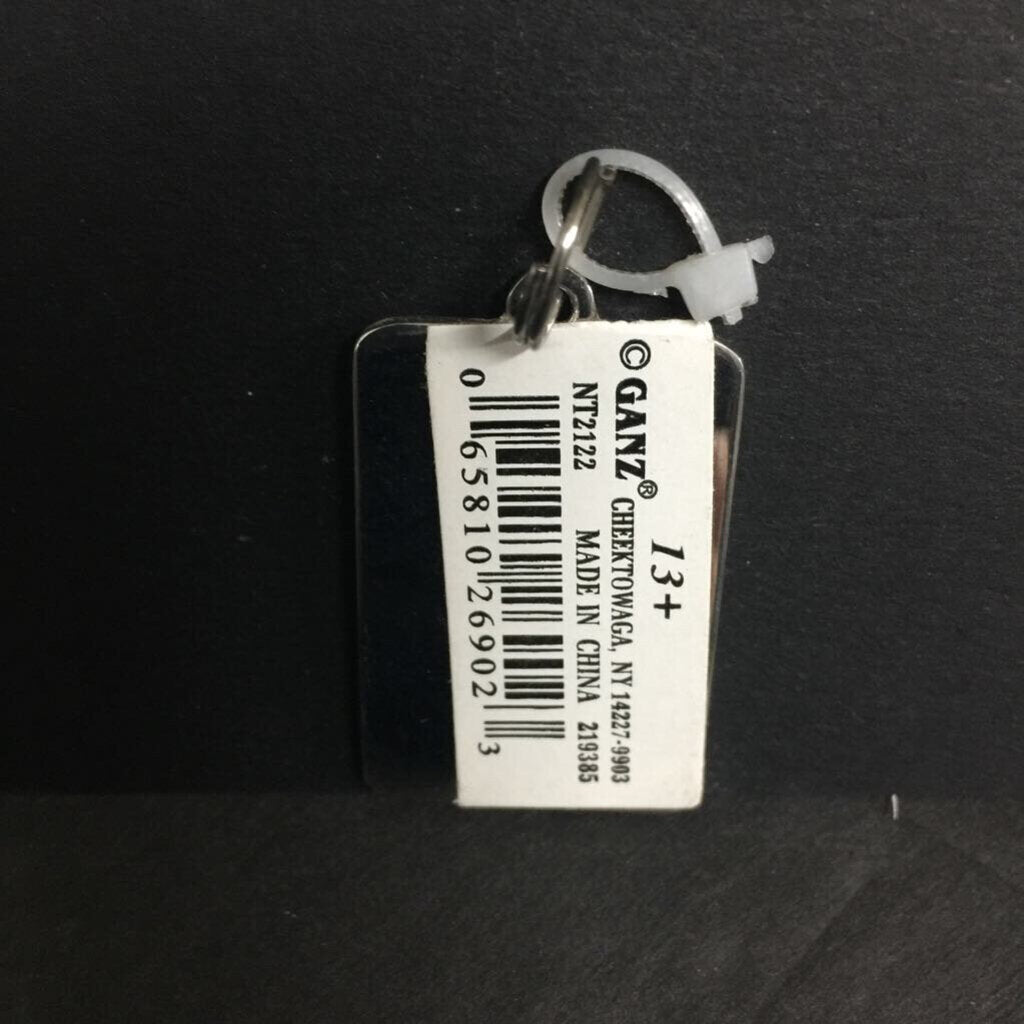 13+
©GANZ® CHEEKTOWAGA, NY 14227-9903
NT2122 MADE IN CHINA 219385
0 65810 26902 3